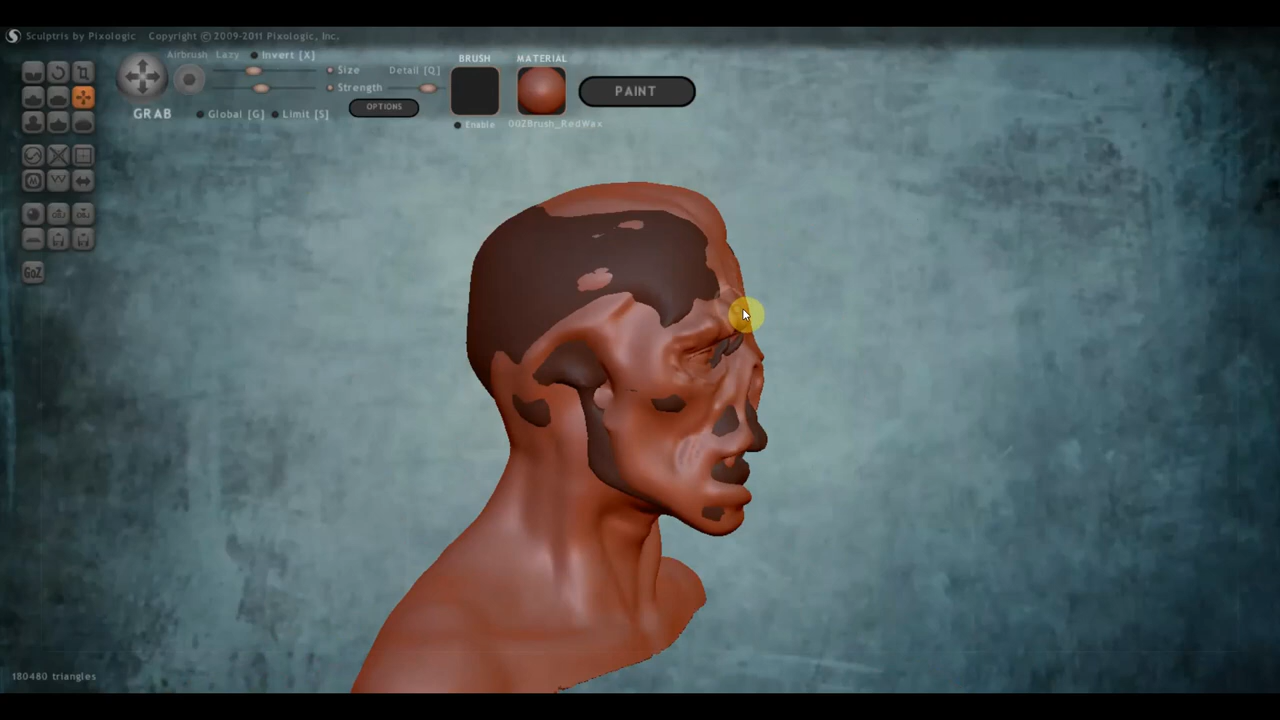 Sculptris by Pixologic Copyright © 2009-2011 Pixologic, Inc.
Airbrush Lazy Invert [X]
BRUSH MATERIAL
Size Detail [Q]
Strength
PAINT
OPTIONS
GRAB Global [G] Limit [S]
Enable 00ZBrush_RedWax
GoZ
180480 triangles